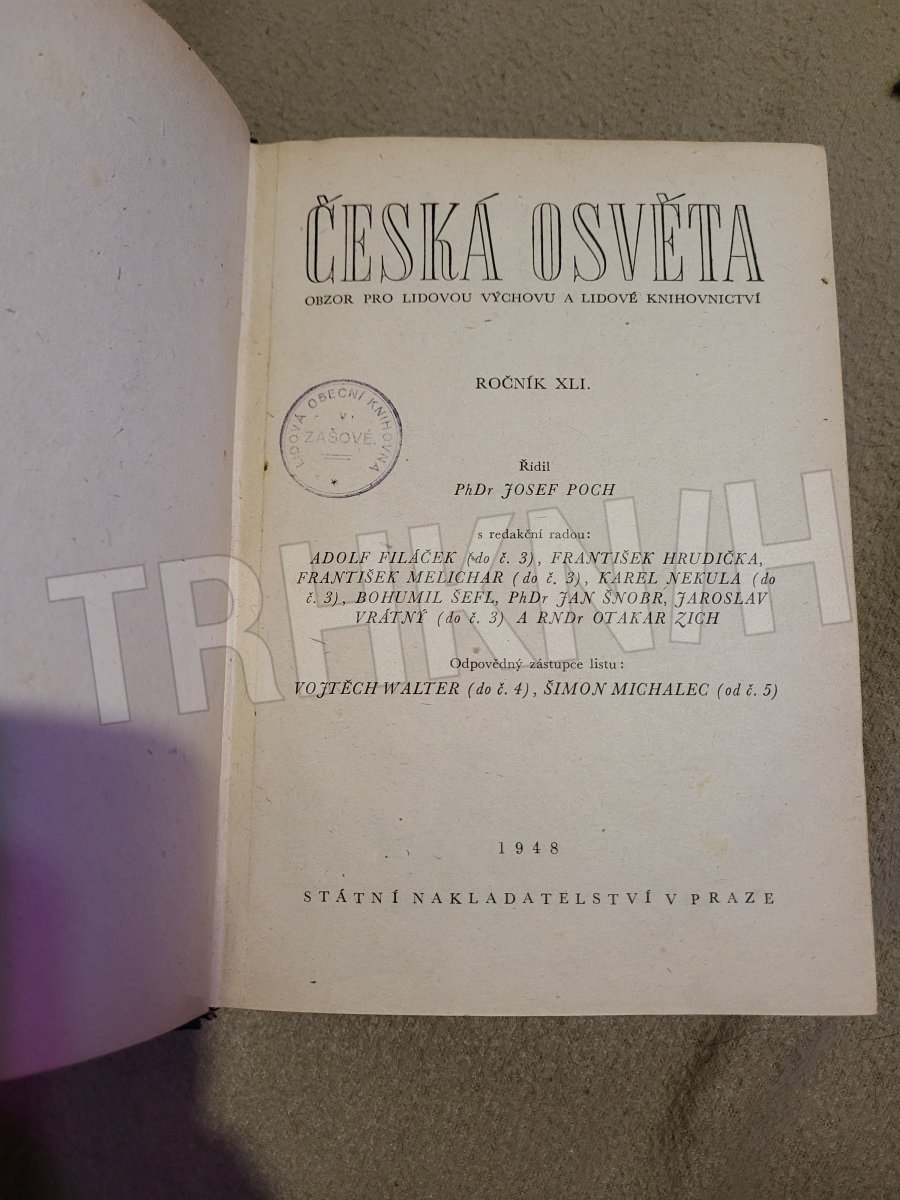 ČESKÁ OSVĚTA
OBZOR PRO LIDOVOU VÝCHOVU A LIDOVÉ KNIHOVNICTVÍ
ROČNÍK XLI.
LIDOVÁ OBECNÍ KNIHOVNA
v
ZAŠOVÉ.
Řídil
PhDr JOSEF POCH
s redakční radou:
ADOLF FILÁČEK (do č. 3), FRANTIŠEK HRUDIČKA,
FRANTIŠEK MELICHAR (do č. 3), KAREL NEKULA (do
č. 3), BOHUMIL ŠEFL, PhDr JAN ŠNOBR, JAROSLAV
VRÁTNÝ (do č. 3) A RNDr OTAKAR ZICH
Odpovědný zástupce listu:
VOJTĚCH WALTER (do č. 4), ŠIMON MICHALEC (od č. 5)
1948
STÁTNÍ NAKLADATELSTVÍ V PRAZE
TRHKNIH